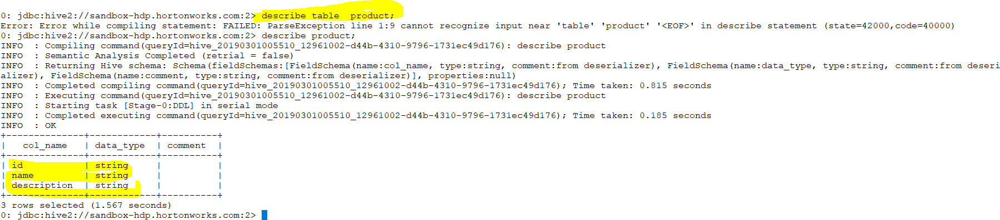 0: jdbc:hive2://sandbox-hdp.hortonworks.com:2> describe table  product;
Error: Error while compiling statement: FAILED: ParseException line 1:9 cannot recognize input near 'table' 'product' '<EOF>' in describe statement (state=42000,code=40000)
0: jdbc:hive2://sandbox-hdp.hortonworks.com:2> describe product;
INFO  : Compiling command(queryId=hive_20190301005510_12961002-d44b-4310-9796-1731ec49d176): describe product
INFO  : Semantic Analysis Completed (retrial = false)
INFO  : Returning Hive schema: Schema(fieldSchemas:[FieldSchema(name:col_name, type:string, comment:from deserializer), FieldSchema(name:data_type, type:string, comment:from deseri
alizer), FieldSchema(name:comment, type:string, comment:from deserializer)], properties:null)
INFO  : Completed compiling command(queryId=hive_20190301005510_12961002-d44b-4310-9796-1731ec49d176); Time taken: 0.815 seconds
INFO  : Executing command(queryId=hive_20190301005510_12961002-d44b-4310-9796-1731ec49d176): describe product
INFO  : Starting task [Stage-0:DDL] in serial mode
INFO  : Completed executing command(queryId=hive_20190301005510_12961002-d44b-4310-9796-1731ec49d176); Time taken: 0.185 seconds
INFO  : OK
+--------------+------------+----------+
|   col_name   | data_type  | comment  |
+--------------+------------+----------+
| id           | string     |          |
| name         | string     |          |
| description  | string     |          |
+--------------+------------+----------+
3 rows selected (1.567 seconds)
0: jdbc:hive2://sandbox-hdp.hortonworks.com:2>